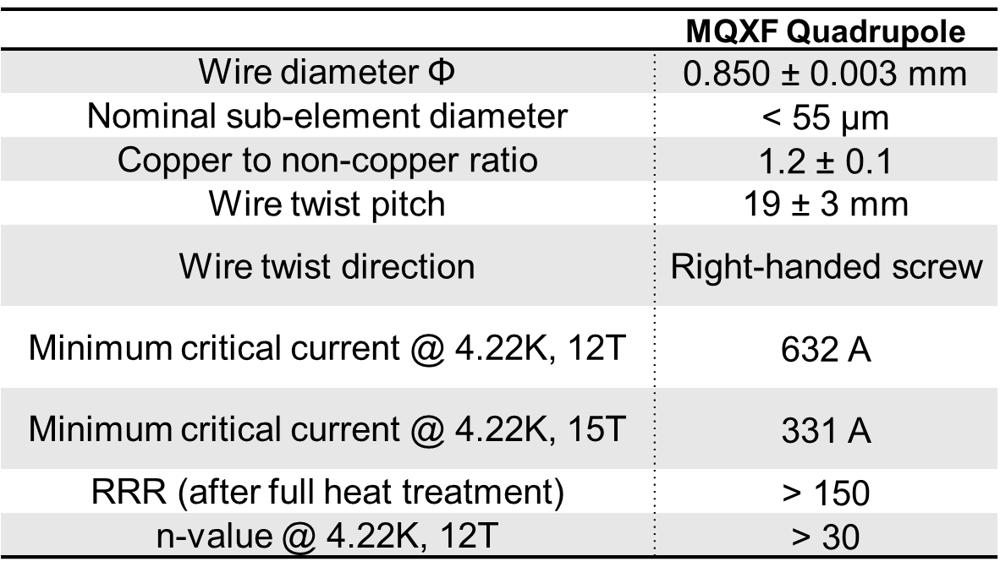 MQXF Quadrupole
Wire diameter Φ 0.850 ± 0.003 mm
Nominal sub-element diameter < 55 μm
Copper to non-copper ratio 1.2 ± 0.1
Wire twist pitch 19 ± 3 mm
Wire twist direction Right-handed screw
Minimum critical current @ 4.22K, 12T 632 A
Minimum critical current @ 4.22K, 15T 331 A
RRR (after full heat treatment) > 150
n-value @ 4.22K, 12T > 30